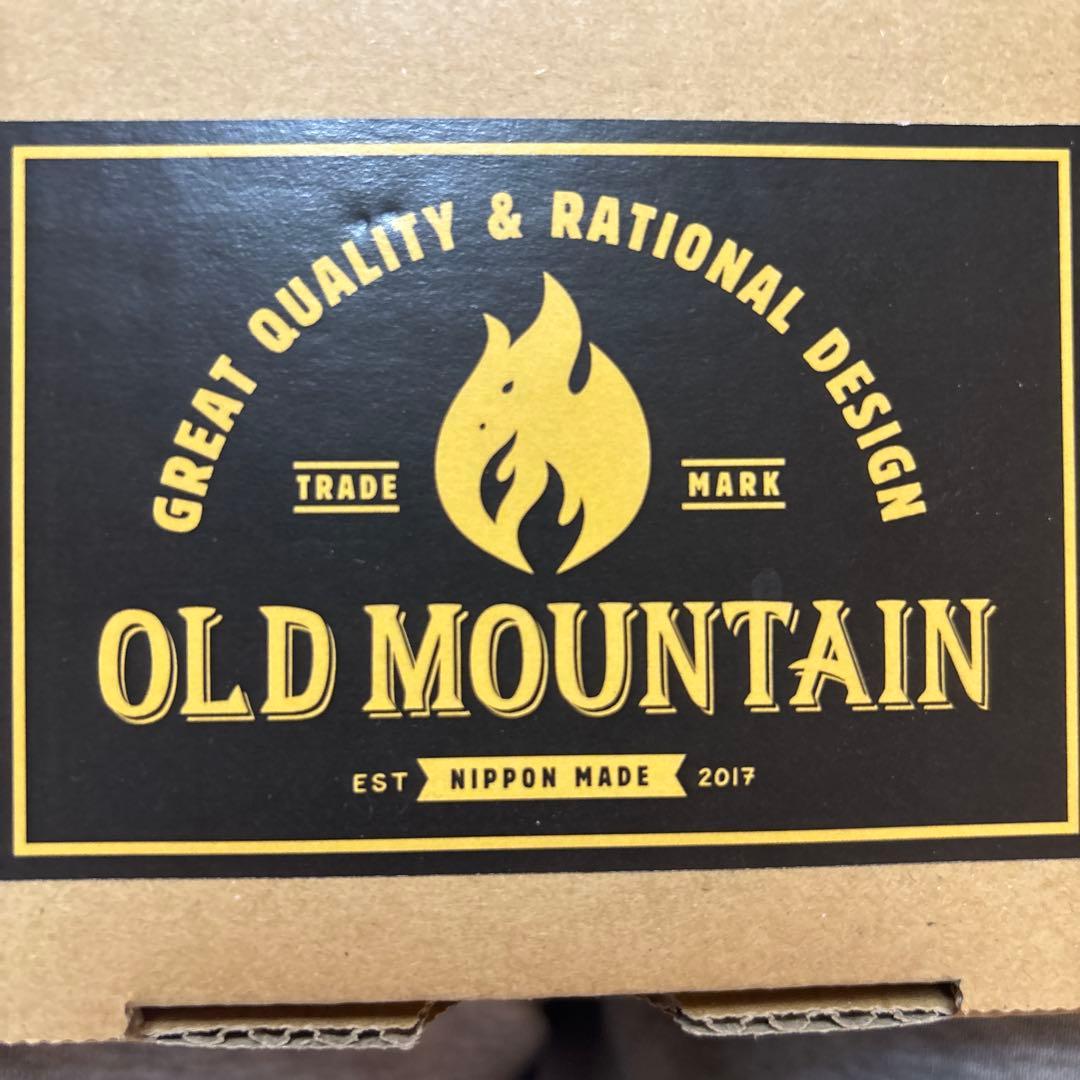 GREAT QUALITY & RATIONAL DESIGN
TRADE MARK
OLD MOUNTAIN
EST NIPPON MADE 2017